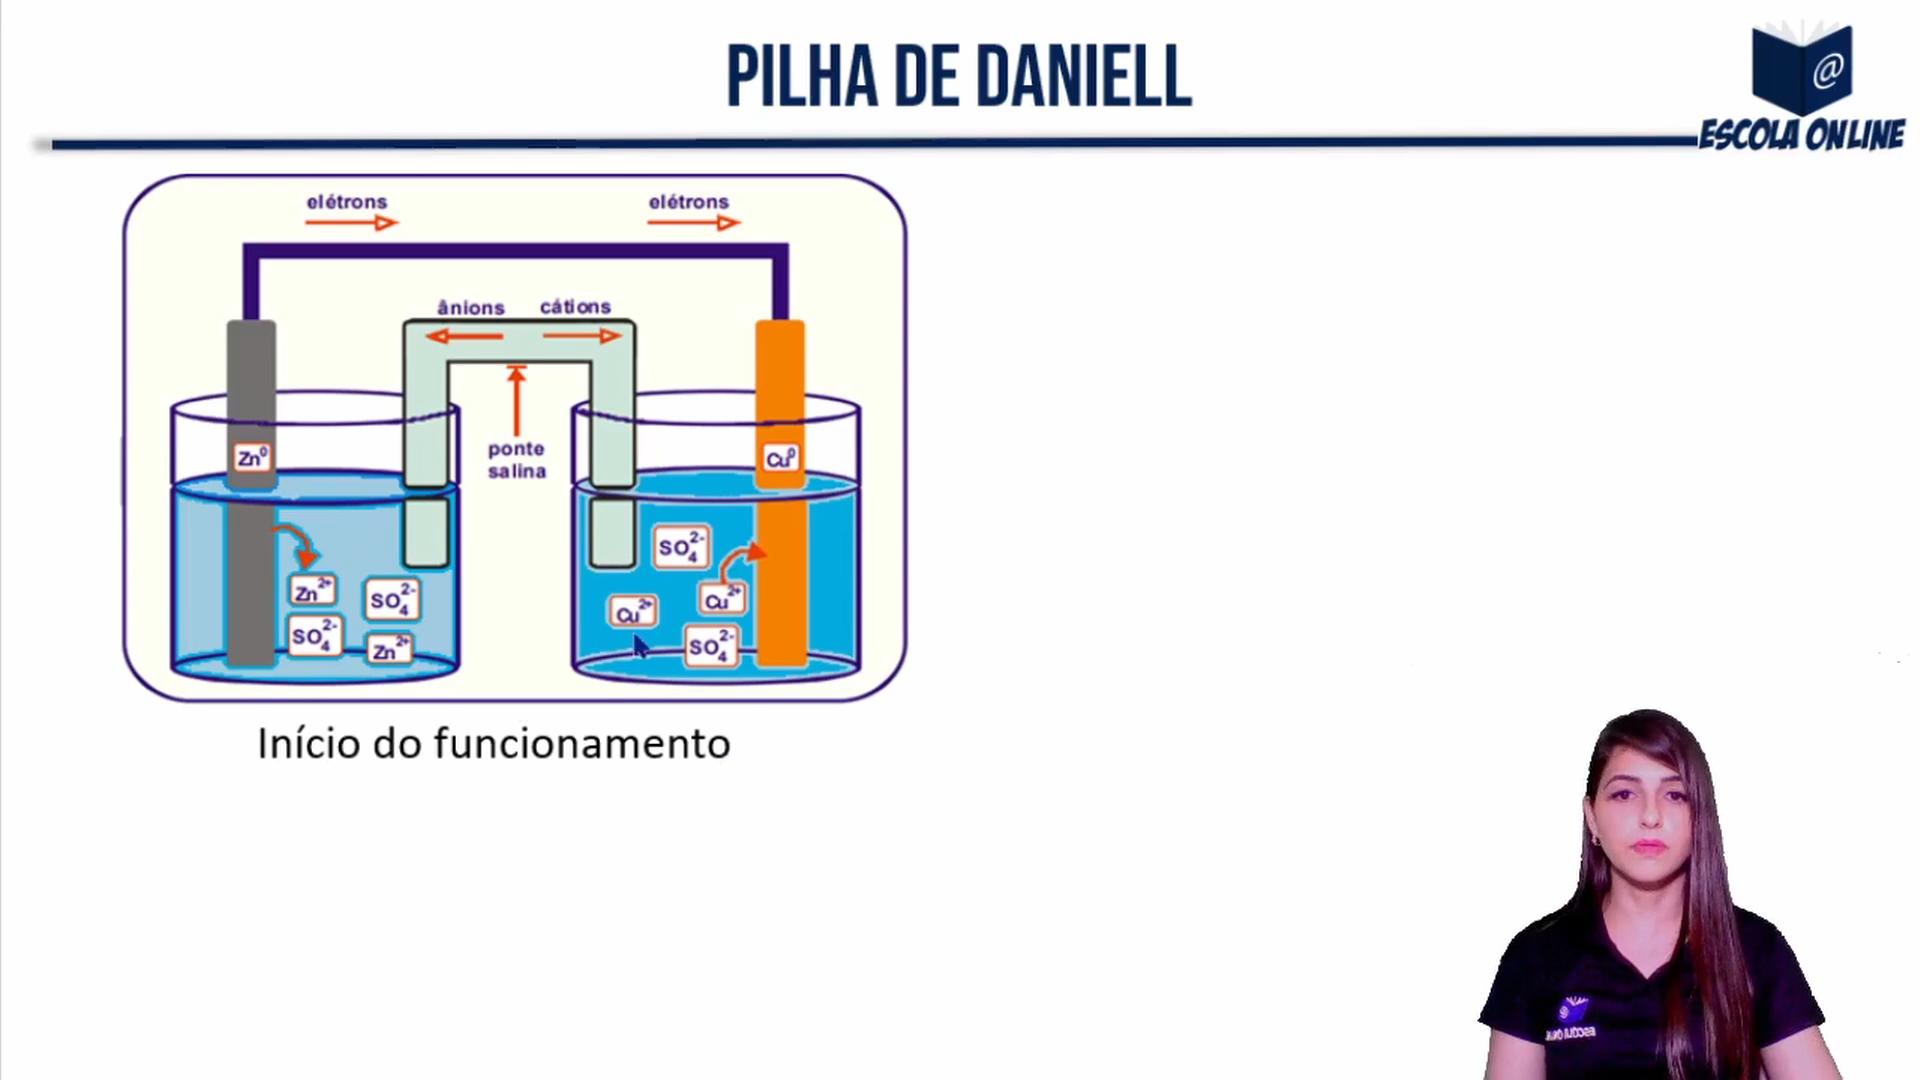 PILHA DE DANIELL
@
ESCOLA ONLINE
elétrons
elétrons
ânions
cátions
ponte
salina
Zn⁰
Cu⁰
Zn²⁺
SO₄²⁻
SO₄²⁻
Zn²⁺
SO₄²⁻
Cu²⁺
Cu²⁺
SO₄²⁻
Início do funcionamento